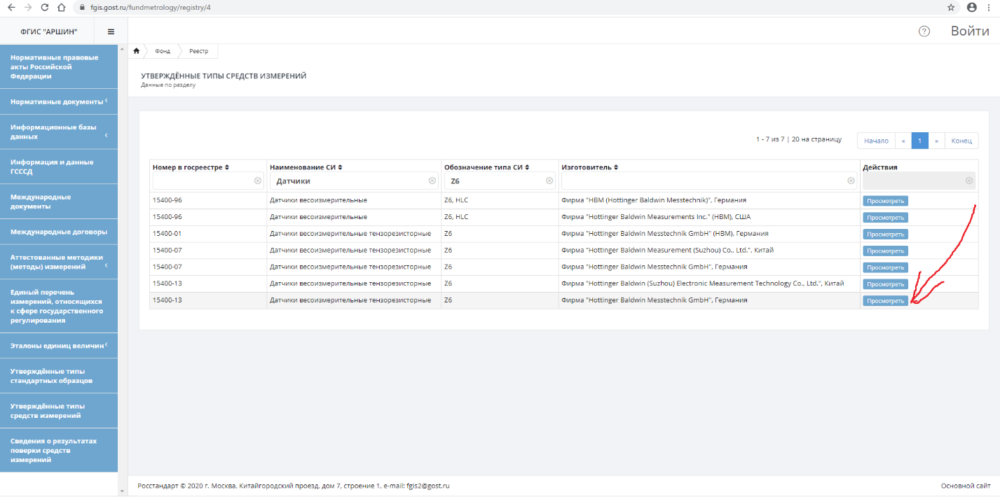 fgis.gost.ru/fundmetrology/registry/4
ФГИС "АРШИН"
Войти
Нормативные правовые
акты Российской
Федерации
Нормативные документы
Информационные базы
данных
Информация и данные
ГСССД
Международные
документы
Международные договоры
Аттестованные методики
(методы) измерений
Единый перечень
измерений, относящихся
к сфере государственного
регулирования
Эталоны единиц величин
Утверждённые типы
стандартных образцов
Утверждённые типы
средств измерений
Сведения о результатах
поверки средств
измерений
Фонд Реестр
УТВЕРЖДЁННЫЕ ТИПЫ СРЕДСТВ ИЗМЕРЕНИЙ
Данные по разделу
1 - 7 из 7 | 20 на страницу Начало « 1 » Конец
Номер в госреестре Наименование СИ Обозначение типа СИ Изготовитель Действия
Датчики Z6
15400-96 Датчики весоизмерительные Z6, HLC Фирма "HBM (Hottinger Baldwin Messtechnik)", Германия Просмотреть
15400-96 Датчики весоизмерительные Z6, HLC Фирма "Hottinger Baldwin Measurements Inc." (HBM), США Просмотреть
15400-01 Датчики весоизмерительные тензорезисторные Z6 Фирма "Hottinger Baldwin Messtechnik GmbH" (HBM), Германия Просмотреть
15400-07 Датчики весоизмерительные тензорезисторные Z6 Фирма "Hottinger Baldwin Measurement (Suzhou) Co., Ltd.", Китай Просмотреть
15400-07 Датчики весоизмерительные тензорезисторные Z6 Фирма "Hottinger Baldwin Messtechnik GmbH", Германия Просмотреть
15400-13 Датчики весоизмерительные тензорезисторные Z6 Фирма "Hottinger Baldwin (Suzhou) Electronic Measurement Technology Co., Ltd.", Китай Просмотреть
15400-13 Датчики весоизмерительные тензорезисторные Z6 Фирма "Hottinger Baldwin Messtechnik GmbH", Германия Просмотреть
Росстандарт © 2020 г. Москва, Китайгородский проезд, дом 7, строение 1, e-mail: fgis2@gost.ru Основной сайт